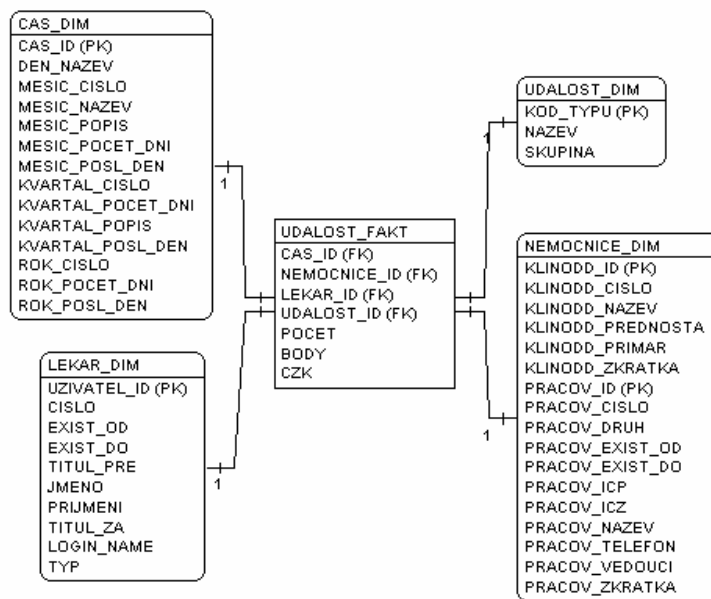 CAS_DIM
CAS_ID (PK)
DEN_NAZEV
MESIC_CISLO
MESIC_NAZEV
MESIC_POPIS
MESIC_POCET_DNI
MESIC_POSL_DEN
KVARTAL_CISLO
KVARTAL_POCET_DNI
KVARTAL_POPIS
KVARTAL_POSL_DEN
ROK_CISLO
ROK_POCET_DNI
ROK_POSL_DEN
1
UDALOST_DIM
KOD_TYPU (PK)
NAZEV
SKUPINA
1
UDALOST_FAKT
CAS_ID (FK)
NEMOCNICE_ID (FK)
LEKAR_ID (FK)
UDALOST_ID (FK)
POCET
BODY
CZK
NEMOCNICE_DIM
KLINODD_ID (PK)
KLINODD_CISLO
KLINODD_NAZEV
KLINODD_PREDNOSTA
KLINODD_PRIMAR
KLINODD_ZKRATKA
PRACOV_ID (PK)
PRACOV_CISLO
PRACOV_DRUH
PRACOV_EXIST_OD
PRACOV_EXIST_DO
PRACOV_ICP
PRACOV_ICZ
PRACOV_NAZEV
PRACOV_TELEFON
PRACOV_VEDOUCI
PRACOV_ZKRATKA
1
LEKAR_DIM
UZIVATEL_ID (PK)
CISLO
EXIST_OD
EXIST_DO
TITUL_PRE
JMENO
PRIJMENI
TITUL_ZA
LOGIN_NAME
TYP
1